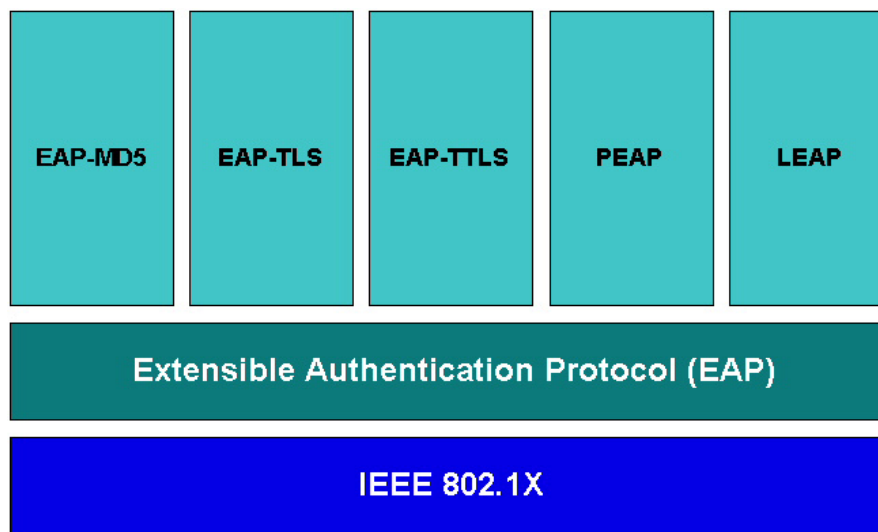 EAP-MD5
EAP-TLS
EAP-TTLS
PEAP
LEAP
Extensible Authentication Protocol (EAP)
IEEE 802.1X